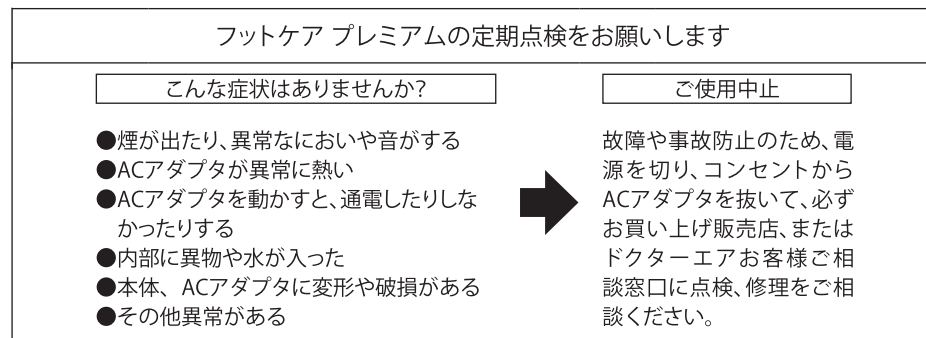 フットケア プレミアムの定期点検をお願いします
こんな症状はありませんか?
●煙が出たり、異常なにおいや音がする
●ACアダプタが異常に熱い
●ACアダプタを動かすと、通電したりしな
かったりする
●内部に異物や水が入った
●本体、ACアダプタに変形や破損がある
●その他異常がある
ご使用中止
故障や事故防止のため、電
源を切り、コンセントから
ACアダプタを抜いて、必ず
お買い上げ販売店、または
ドクターエアお客様ご相
談窓口に点検、修理をご相
談ください。